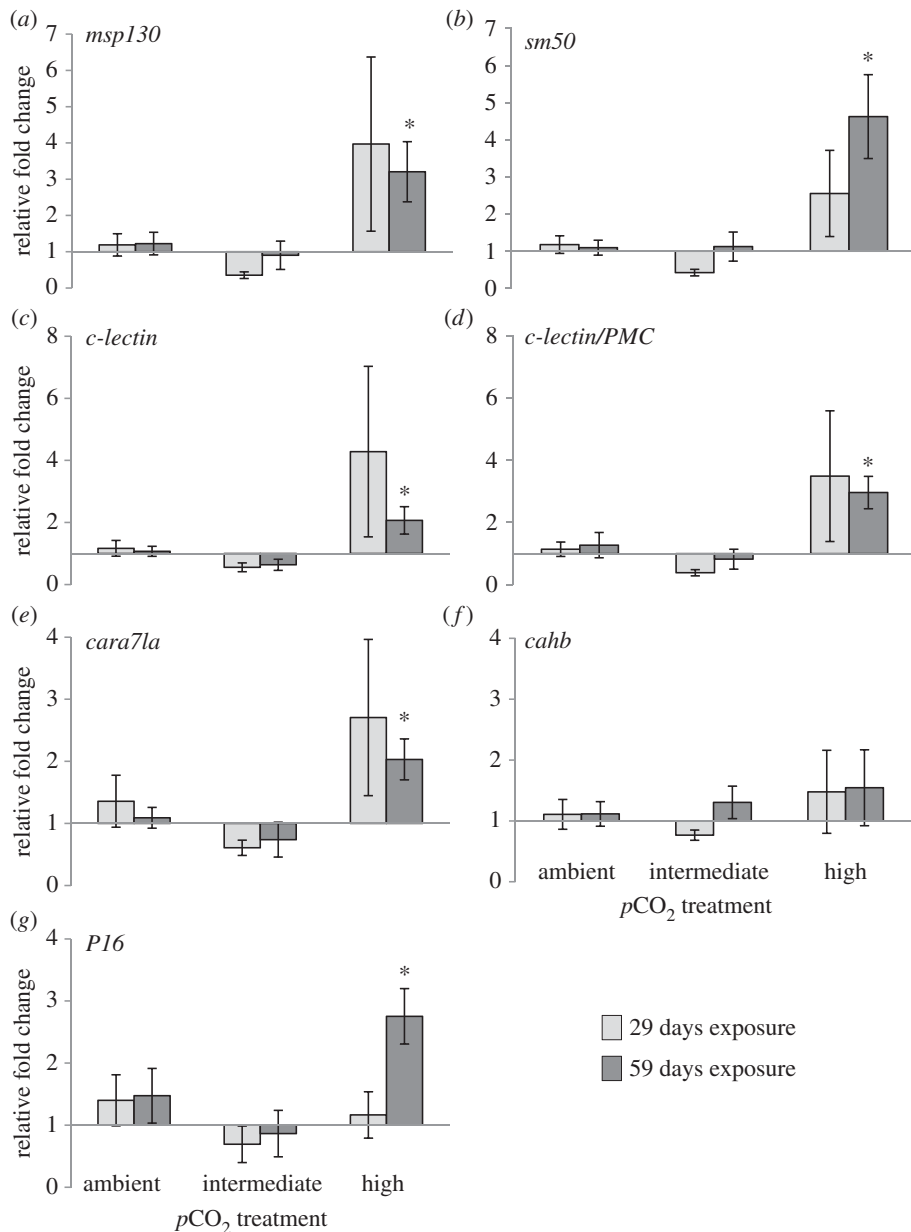 (a)
msp130
7
6
5
4
3
2
1
0
relative fold change
(b)
sm50
7
6
5
4
3
2
1
0
*
*
(c)
c-lectin
8
6
4
2
0
relative fold change
(d)
c-lectin/PMC
8
6
4
2
0
*
*
(e)
cara7la
4
3
2
1
0
relative fold change
*
(f)
cahb
4
3
2
1
0
ambient intermediate high
pCO2 treatment
(g)
P16
4
3
2
1
0
relative fold change
*
ambient intermediate high
pCO2 treatment
29 days exposure
59 days exposure